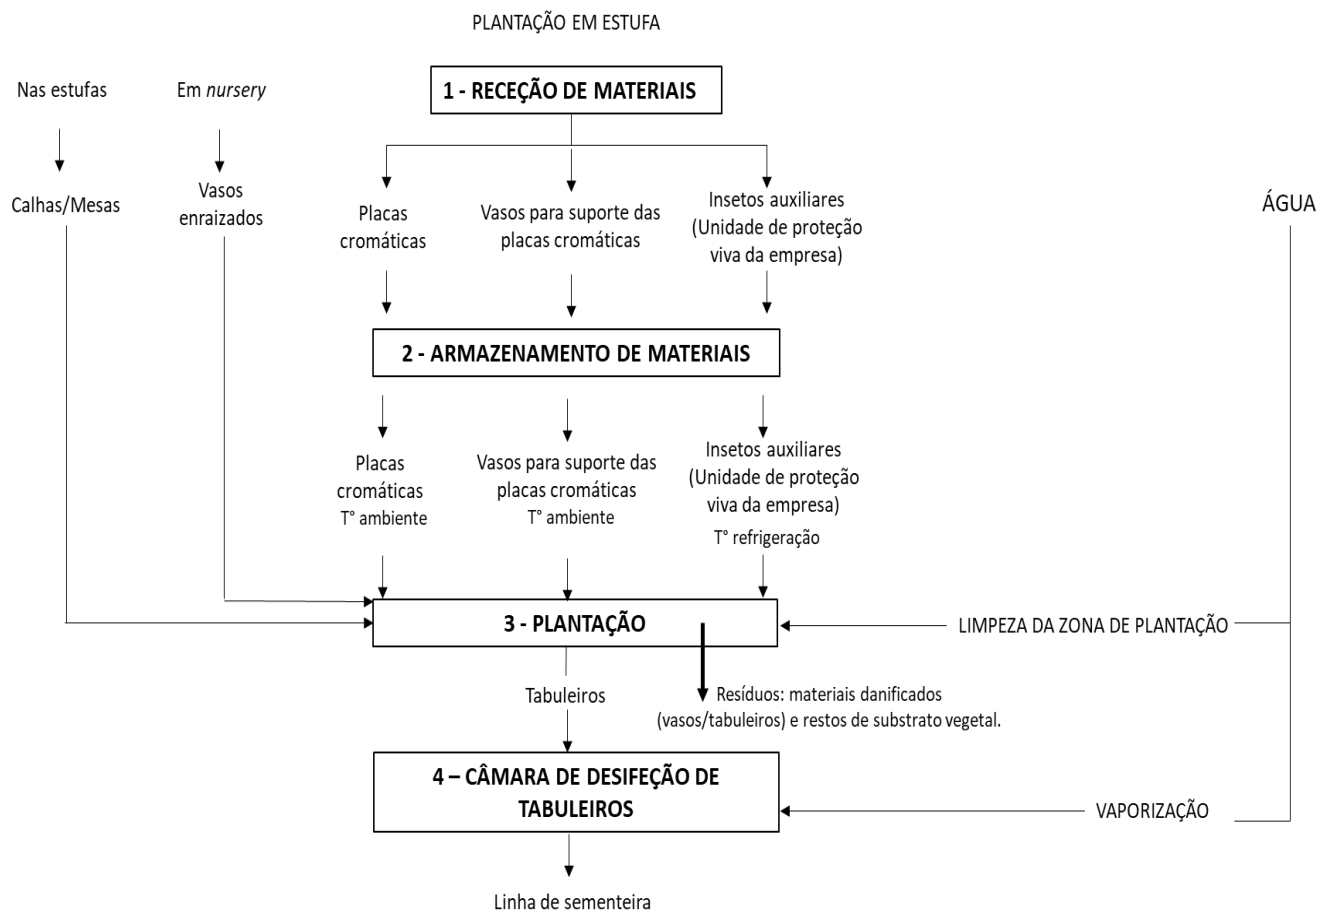 PLANTAÇÃO EM ESTUFA
Nas estufas
Em nursery
1 - RECEÇÃO DE MATERIAIS
Calhas/Mesas
Vasos
enraizados
Placas
cromáticas
Vasos para suporte das
placas cromáticas
Insetos auxiliares
(Unidade de proteção
viva da empresa)
ÁGUA
2 - ARMAZENAMENTO DE MATERIAIS
Placas
cromáticas
T° ambiente
Vasos para suporte das
placas cromáticas
T° ambiente
Insetos auxiliares
(Unidade de proteção
viva da empresa)
T° refrigeração
3 - PLANTAÇÃO
LIMPEZA DA ZONA DE PLANTAÇÃO
Tabuleiros
Resíduos: materiais danificados
(vasos/tabuleiros) e restos de substrato vegetal.
4 – CÂMARA DE DESIFEÇÃO DE
TABULEIROS
VAPORIZAÇÃO
Linha de sementeira